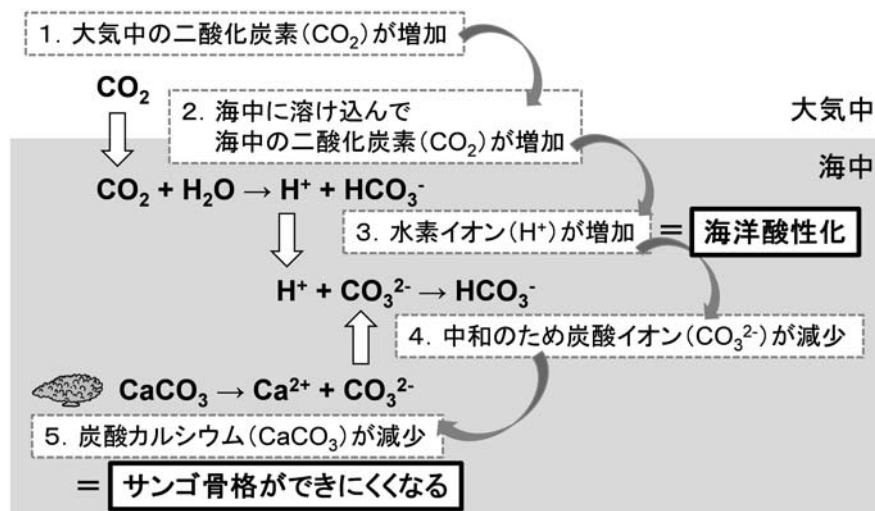 1. 大気中の二酸化炭素(CO₂)が増加
CO₂
2. 海中に溶け込んで
海中の二酸化炭素(CO₂)が増加
大気中
海中
CO₂ + H₂O → H⁺ + HCO₃⁻
3. 水素イオン(H⁺)が増加 = 海洋酸性化
H⁺ + CO₃²⁻ → HCO₃⁻
4. 中和のため炭酸イオン(CO₃²⁻)が減少
CaCO₃ → Ca²⁺ + CO₃²⁻
5. 炭酸カルシウム(CaCO₃)が減少
= サンゴ骨格ができにくくなる